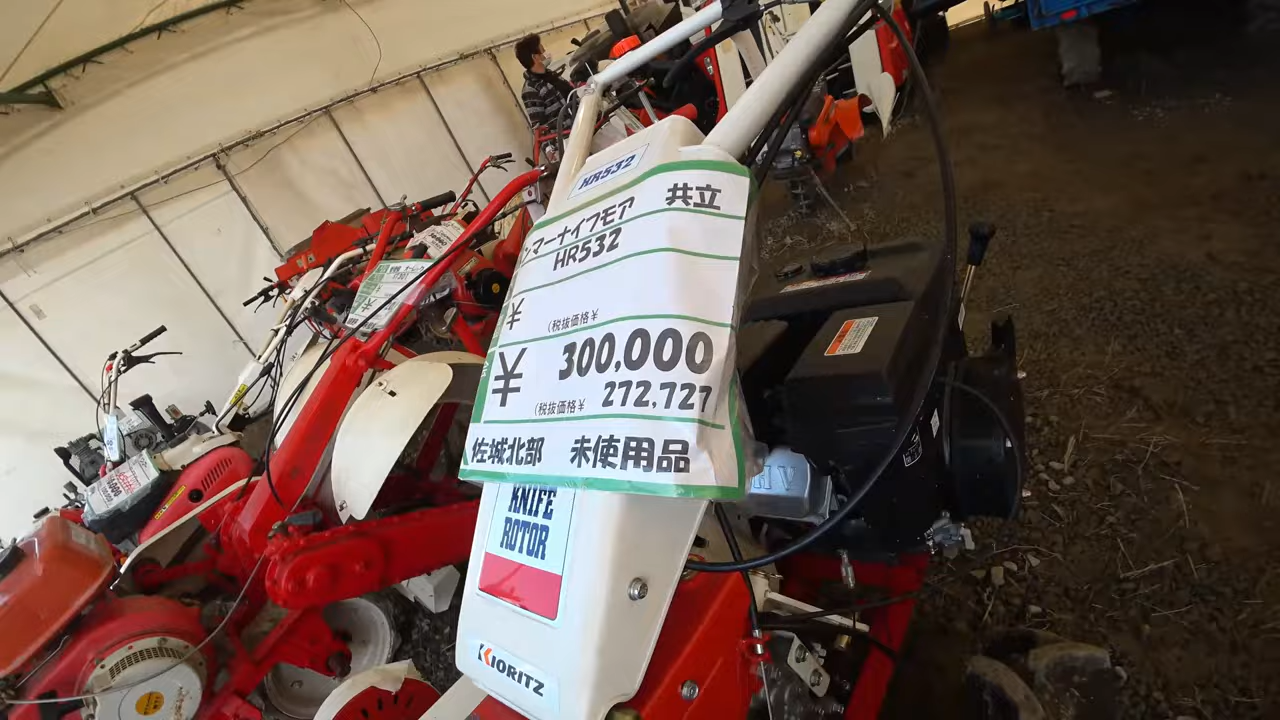 HR532
ンマーナイフモア 共立
HR532
¥
(税抜価格¥
¥ 300,000
(税抜価格¥ 272,727
佐城北部 未使用品
KNIFE
ROTOR
KIORITZ